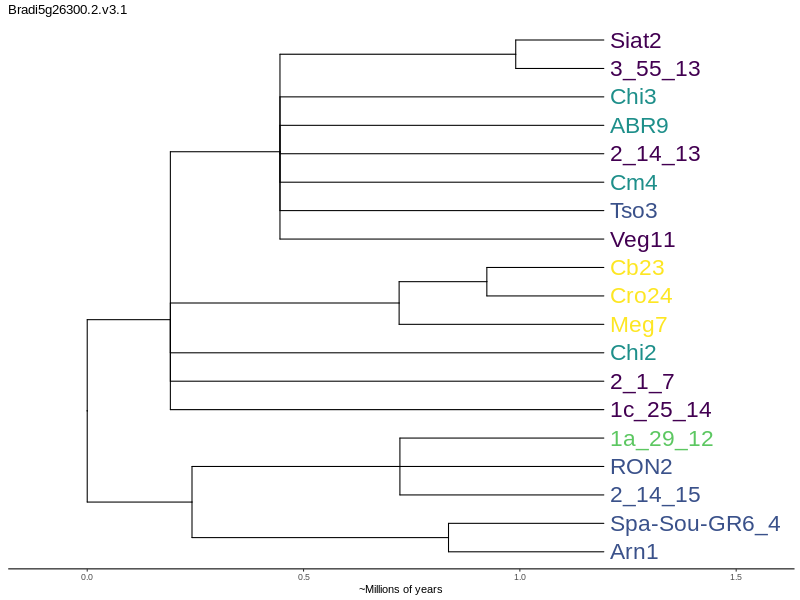 Bradi5g26300.2.v3.1
Siat2
3_55_13
Chi3
ABR9
2_14_13
Cm4
Tso3
Veg11
Cb23
Cro24
Meg7
Chi2
2_1_7
1c_25_14
1a_29_12
RON2
2_14_15
Spa-Sou-GR6_4
Arn1
0.0 0.5 1.0 1.5
~Millions of years